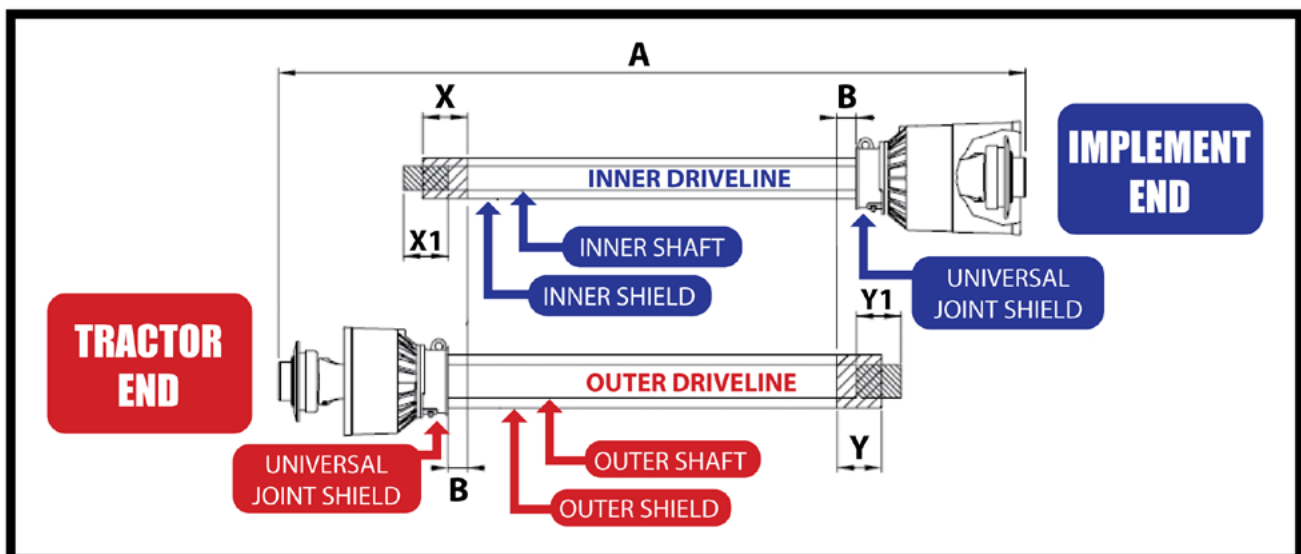 A
X
B
IMPLEMENT
END
INNER DRIVELINE
X1
INNER SHAFT
INNER SHIELD
UNIVERSAL
JOINT SHIELD
Y1
TRACTOR
END
OUTER DRIVELINE
UNIVERSAL
JOINT SHIELD
B
OUTER SHAFT
OUTER SHIELD
Y